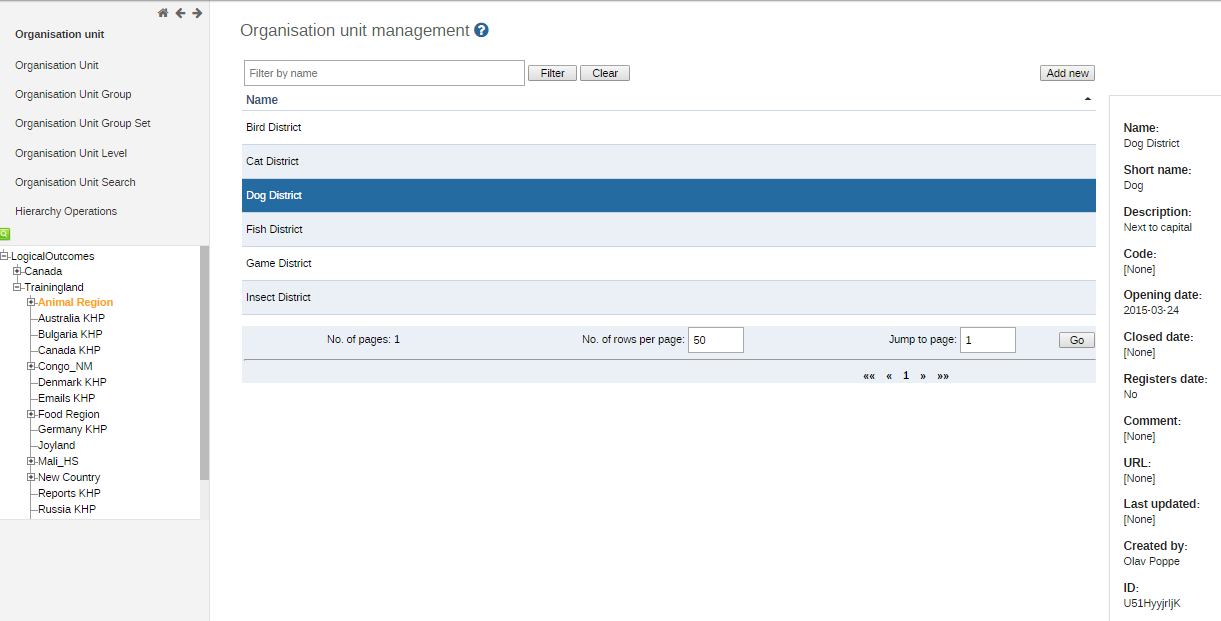 Organisation unit
Organisation Unit
Organisation Unit Group
Organisation Unit Group Set
Organisation Unit Level
Organisation Unit Search
Hierarchy Operations
LogicalOutcomes
Canada
Trainingland
Animal Region
Australia KHP
Bulgaria KHP
Canada KHP
Congo_NM
Denmark KHP
Emails KHP
Food Region
Germany KHP
Joyland
Mali_HS
New Country
Reports KHP
Russia KHP
Organisation unit management ?
Filter by name Filter Clear Add new
Name
Bird District
Cat District
Dog District
Fish District
Game District
Insect District
No. of pages: 1 No. of rows per page: 50 Jump to page: 1 Go
«« « 1 » »»
Name:
Dog District
Short name:
Dog
Description:
Next to capital
Code:
[None]
Opening date:
2015-03-24
Closed date:
[None]
Registers date:
No
Comment:
[None]
URL:
[None]
Last updated:
[None]
Created by:
Olav Poppe
ID:
U51HyyjrljK